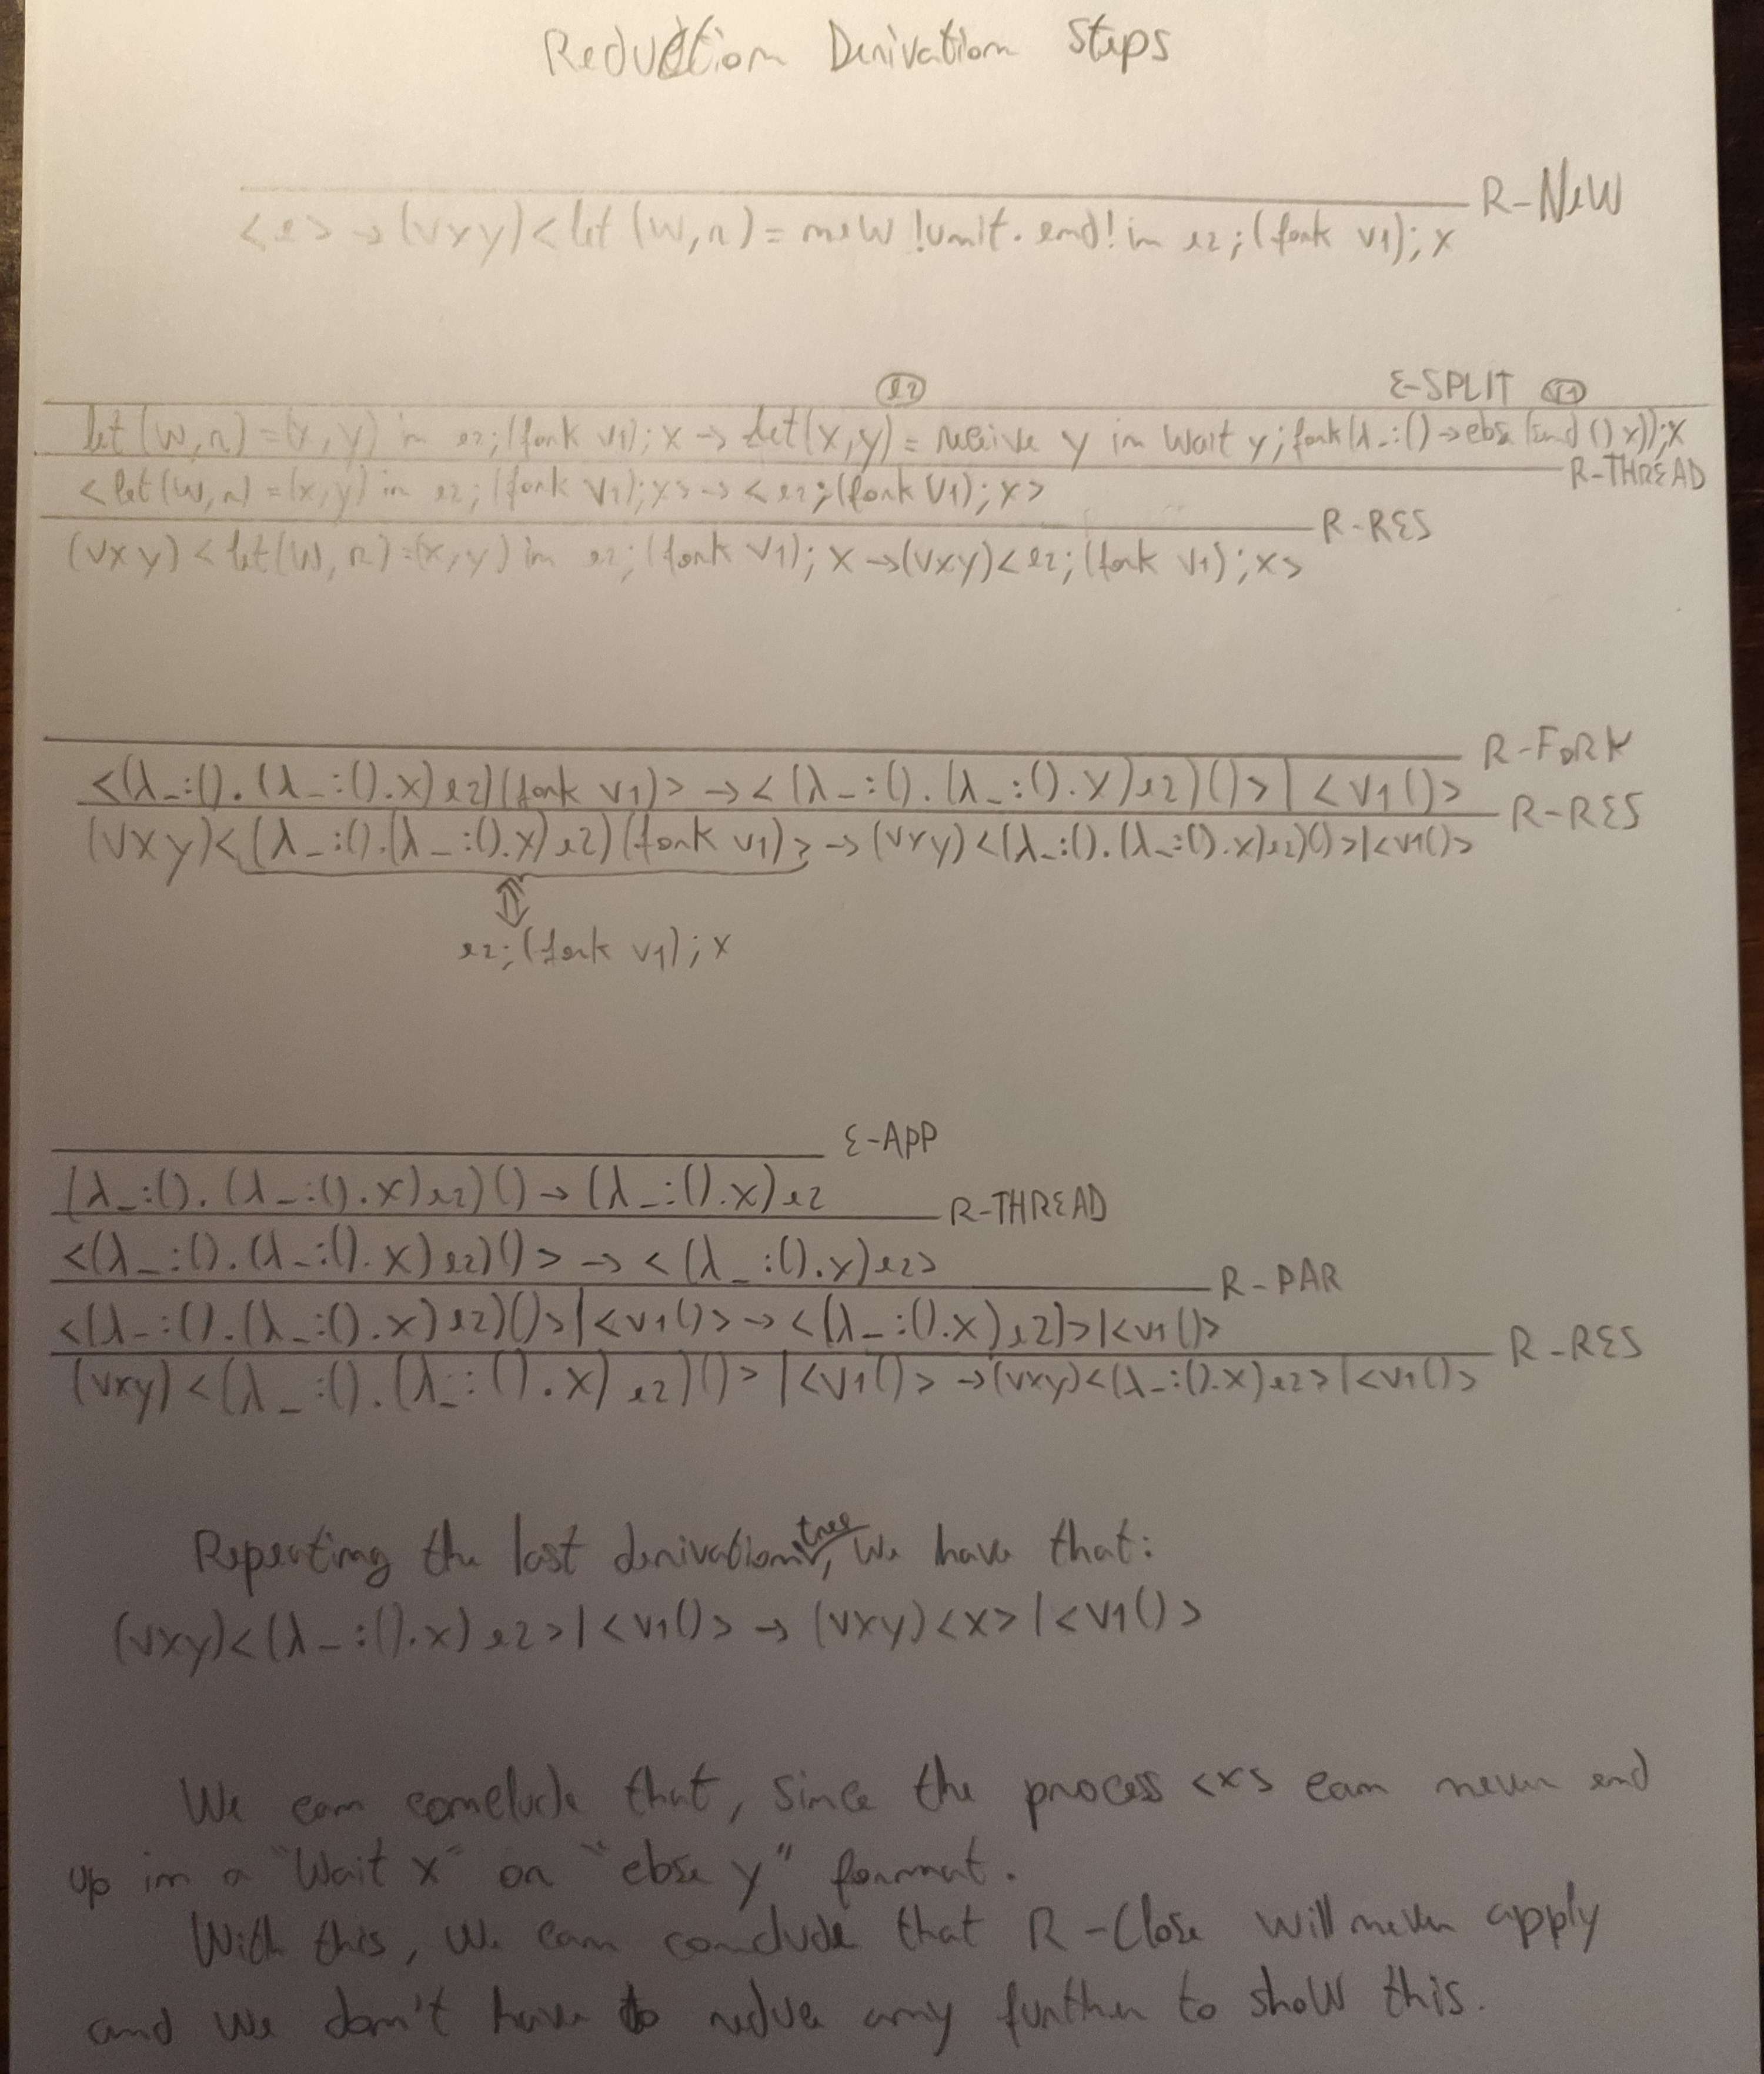 Reduction Derivation Steps
R-New
<e> → (νxy)<let (w,r) = new !unit.end! in e2;(fork v1);x
e2 E-SPLIT v1
let (w,r) = (x,y) in e2;(fork v1);x → let(x,y) = receive y in wait y;fork(λ_:()→close (send () x));x
R-THREAD
<let(w,r) = (x,y) in e2;(fork v1);x> → <e2;(fork v1);x>
R-RES
(νxy)<let(w,r)=(x,y) in e2;(fork v1);x →(νxy)<e2;(fork v1);x>
R-FORK
<(λ_:().(λ_:().x)e2)(fork v1)> → <(λ_:().(λ_:().x)e2)()>|<v1()>
R-RES
(νxy)<(λ_:().(λ_:().x)e2)(fork v1)> → (νxy)<(λ_:().(λ_:().x)e2)()>|<v1()>
⇕
e2;(fork v1);x
E-APP
(λ_:().(λ_:().x)e2)() → (λ_:().x)e2
R-THREAD
<(λ_:().(λ_:().x)e2)()> → <(λ_:().x)e2>
R-PAR
<(λ_:().(λ_:().x)e2)()>|<v1()> → <(λ_:().x)e2)>|<v1()>
R-RES
(νxy)<(λ_:().(λ_:().x)e2)()>|<v1()> →(νxy)<(λ_:().x)e2>|<v1()>
Repeating the last derivation tree, we have that:
(νxy)<(λ_:().x)e2>|<v1()> → (νxy)<x>|<v1()>
We can conclude that, since the process <x> can never end
up in a "Wait x" or "close y" format.
With this, we can conclude that R-Close will never apply
and we don't have to reduce any further to show this.